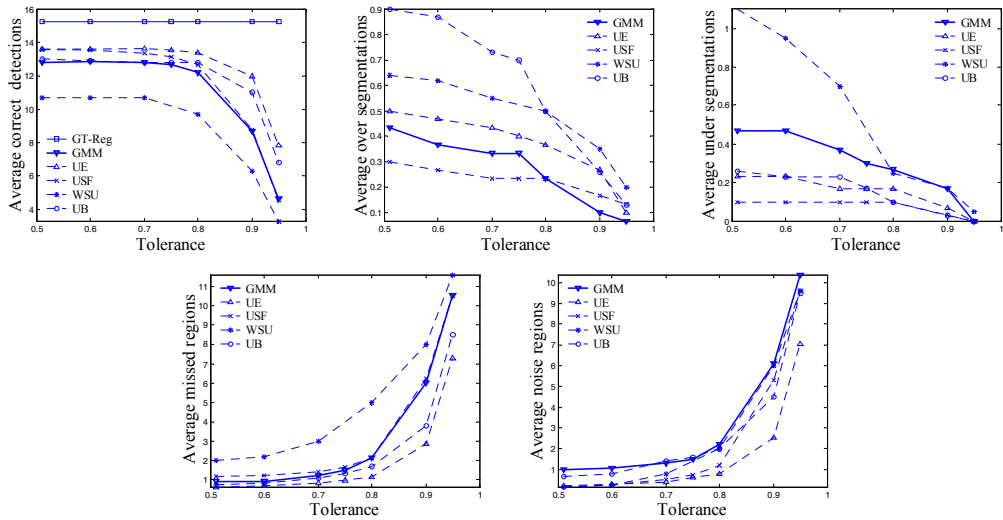 Average correct detections
16
14
12
10
8
6
4
GT-Reg
GMM
UE
USF
WSU
UB
0.5 0.6 0.7 0.8 0.9 1
Tolerance
Average over segmentations
0.9
0.8
0.7
0.6
0.5
0.4
0.3
0.2
0.1
GMM
UE
USF
WSU
UB
0.5 0.6 0.7 0.8 0.9 1
Tolerance
Average under segmentations
1
0.8
0.6
0.4
0.2
0
GMM
UE
USF
WSU
UB
0.5 0.6 0.7 0.8 0.9 1
Tolerance
Average missed regions
11
10
9
8
7
6
5
4
3
2
1
GMM
UE
USF
WSU
UB
0.5 0.6 0.7 0.8 0.9 1
Tolerance
Average noise regions
10
9
8
7
6
5
4
3
2
1
GMM
UE
USF
WSU
UB
0.5 0.6 0.7 0.8 0.9 1
Tolerance